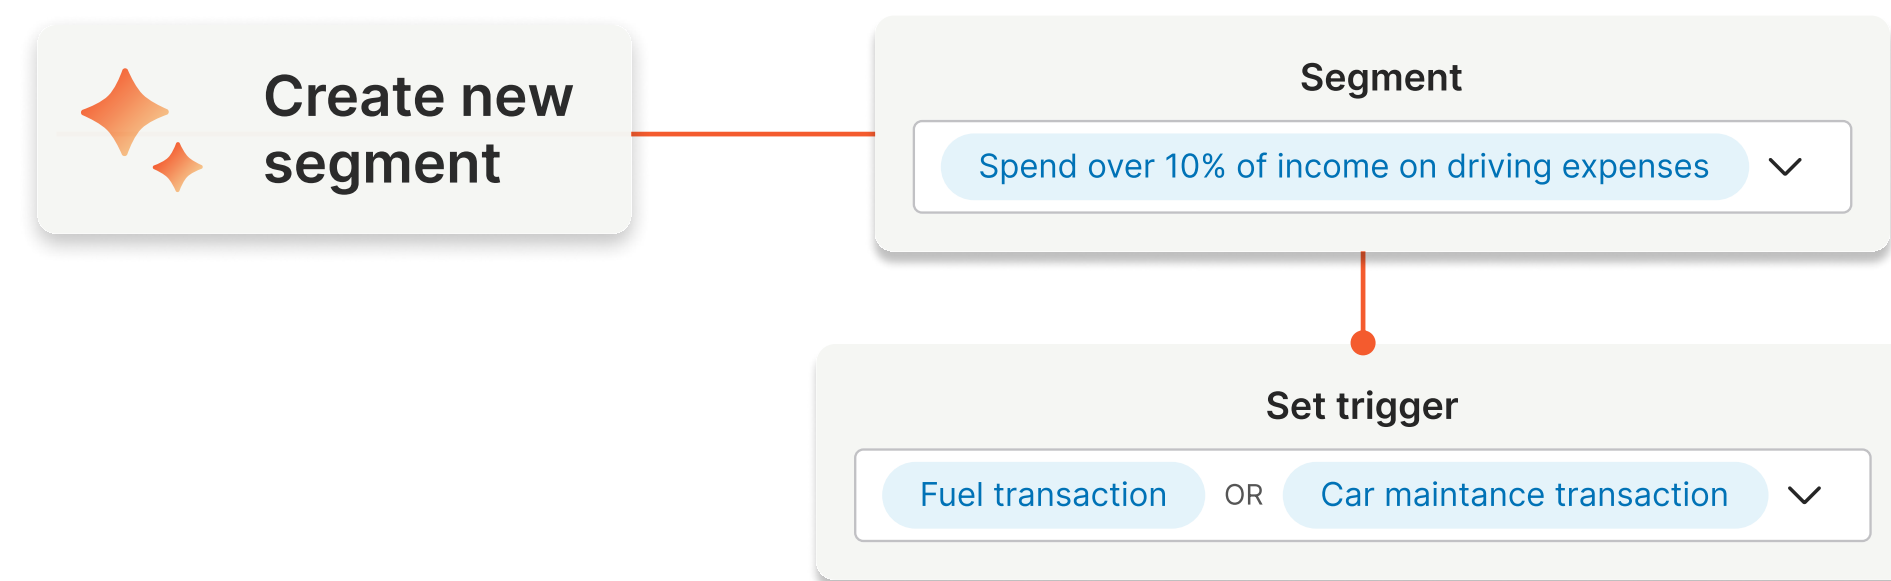 Create new
segment
Segment
Spend over 10% of income on driving expenses
Set trigger
Fuel transaction OR Car maintance transaction